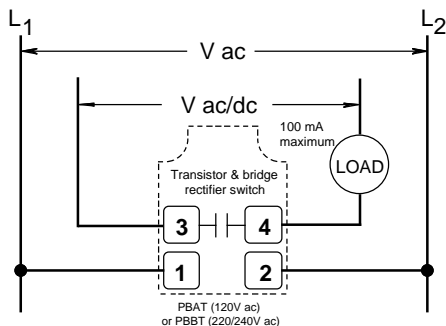 L1 L2
V ac
V ac/dc
100 mA
maximum
LOAD
Transistor & bridge
rectifier switch
3 4
1 2
PBAT (120V ac)
or PBBT (220/240V ac)